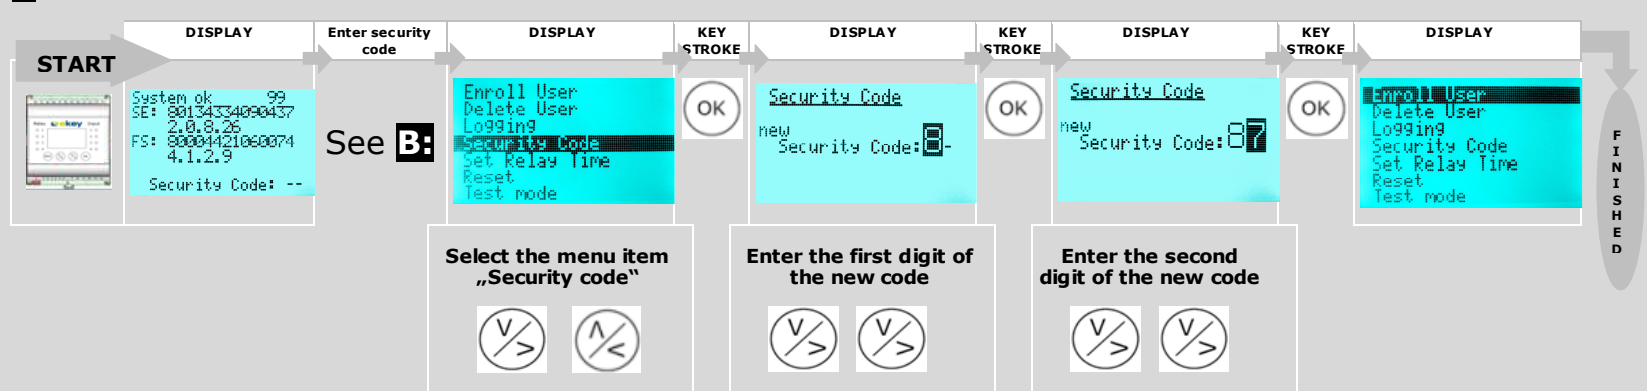 DISPLAY
Enter security
code
DISPLAY
KEY
STROKE
DISPLAY
KEY
STROKE
DISPLAY
KEY
STROKE
DISPLAY
START
ekey
System ok 99
SE: 80134334090437
2.0.8.26
FS: 80004421060074
4.1.2.9
Security Code: --
See B:
Enroll User
Delete User
Logging
Security Code
Set Relay Time
Reset
Test mode
OK
Security Code
new
Security Code:8-
OK
Security Code
new
Security Code:87
OK
Enroll User
Delete User
Logging
Security Code
Set Relay Time
Reset
Test mode
FINISHED
Select the menu item
„Security code“
Enter the first digit of
the new code
Enter the second
digit of the new code
V/>
Λ/<
V/>
V/>
V/>
V/>